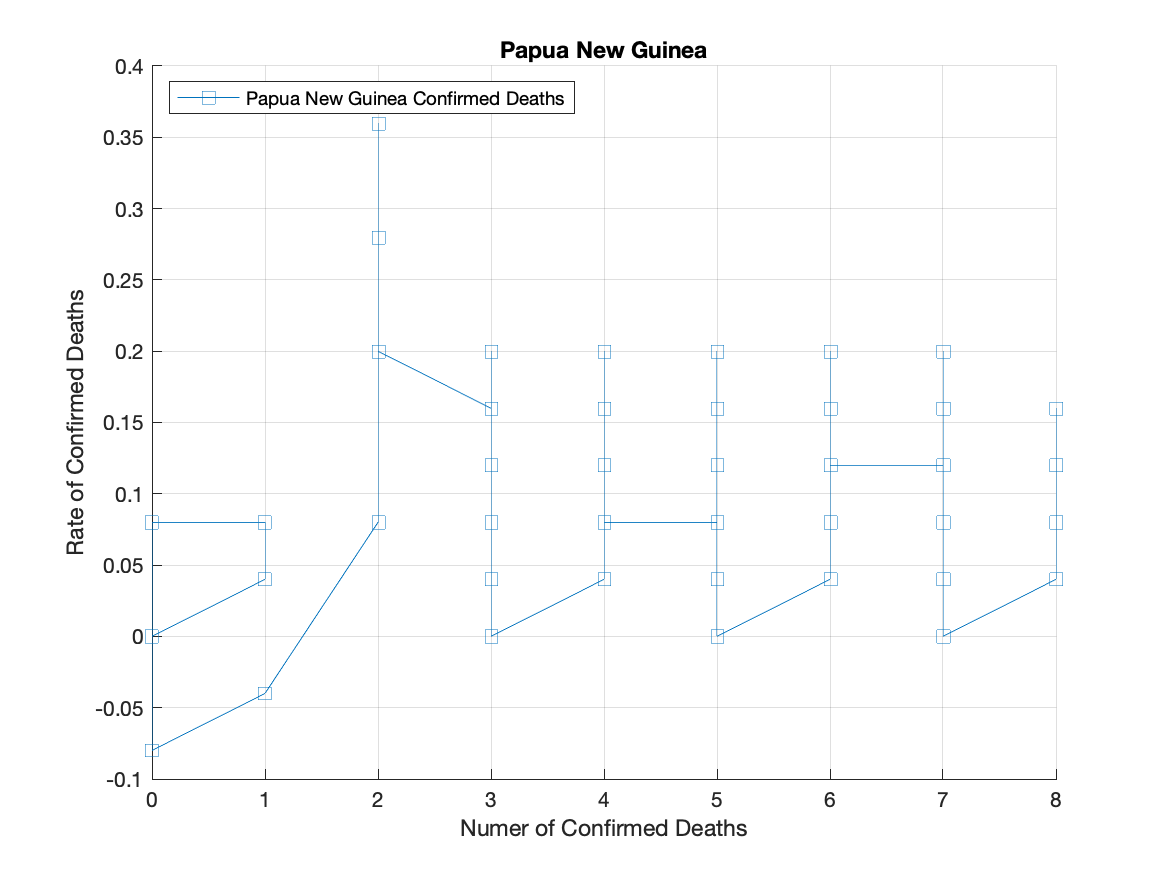 Papua New Guinea
Papua New Guinea Confirmed Deaths
0.4
0.35
0.3
0.25
0.2
0.15
0.1
0.05
0
-0.05
-0.1
Rate of Confirmed Deaths
0 1 2 3 4 5 6 7 8
Numer of Confirmed Deaths